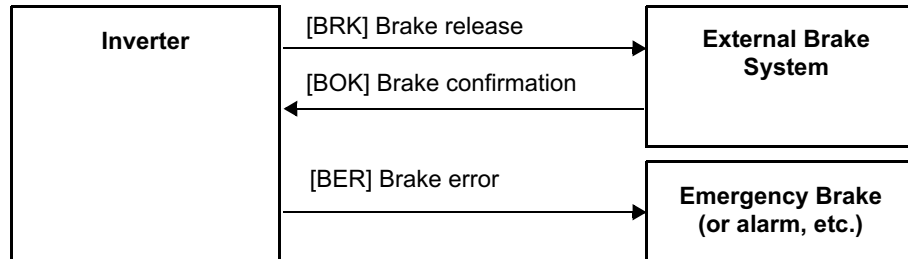 Inverter
[BRK] Brake release
External Brake
System
[BOK] Brake confirmation
[BER] Brake error
Emergency Brake
(or alarm, etc.)